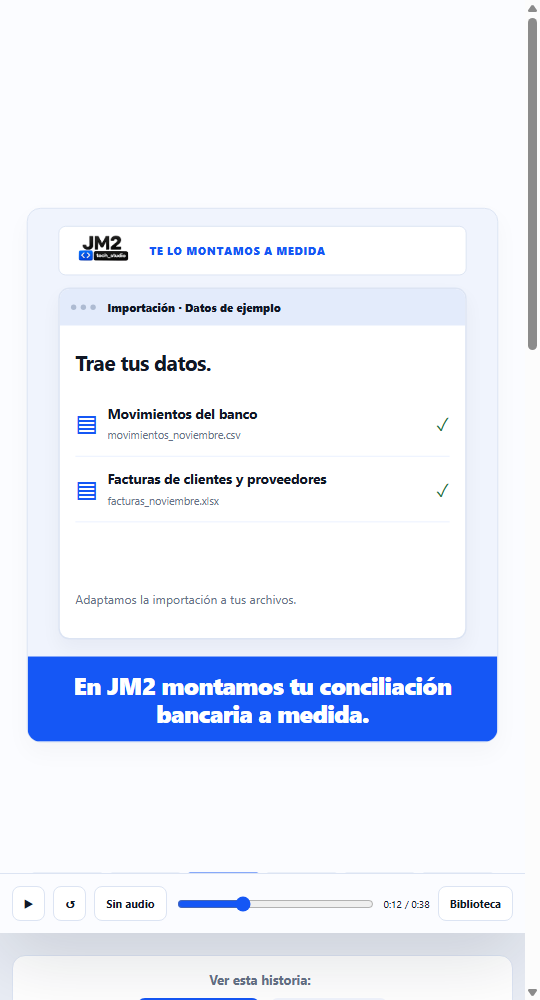 JM2
<> tech_studio
TE LO MONTAMOS A MEDIDA
Importación · Datos de ejemplo
Trae tus datos.
Movimientos del banco
movimientos_noviembre.csv
✓
Facturas de clientes y proveedores
facturas_noviembre.xlsx
✓
Adaptamos la importación a tus archivos.
En JM2 montamos tu conciliación
bancaria a medida.
▶ ↺ Sin audio 0:12 / 0:38 Biblioteca
Ver esta historia: